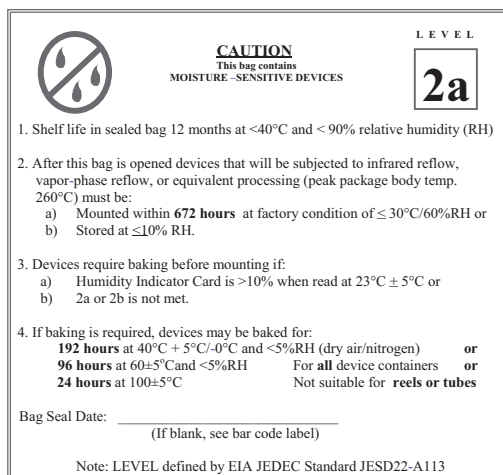 LEVEL
CAUTION
This bag contains
MOISTURE –SENSITIVE DEVICES
2a
1. Shelf life in sealed bag 12 months at <40°C and < 90% relative humidity (RH)
2. After this bag is opened devices that will be subjected to infrared reflow,
vapor-phase reflow, or equivalent processing (peak package body temp.
260°C) must be:
a) Mounted within 672 hours at factory condition of ≤ 30°C/60%RH or
b) Stored at ≤10% RH.
3. Devices require baking before mounting if:
a) Humidity Indicator Card is >10% when read at 23°C ± 5°C or
b) 2a or 2b is not met.
4. If baking is required, devices may be baked for:
192 hours at 40°C + 5°C/-0°C and <5%RH (dry air/nitrogen) or
96 hours at 60±5°Cand <5%RH For all device containers or
24 hours at 100±5°C Not suitable for reels or tubes
Bag Seal Date: ______________________________
(If blank, see bar code label)
Note: LEVEL defined by EIA JEDEC Standard JESD22-A113